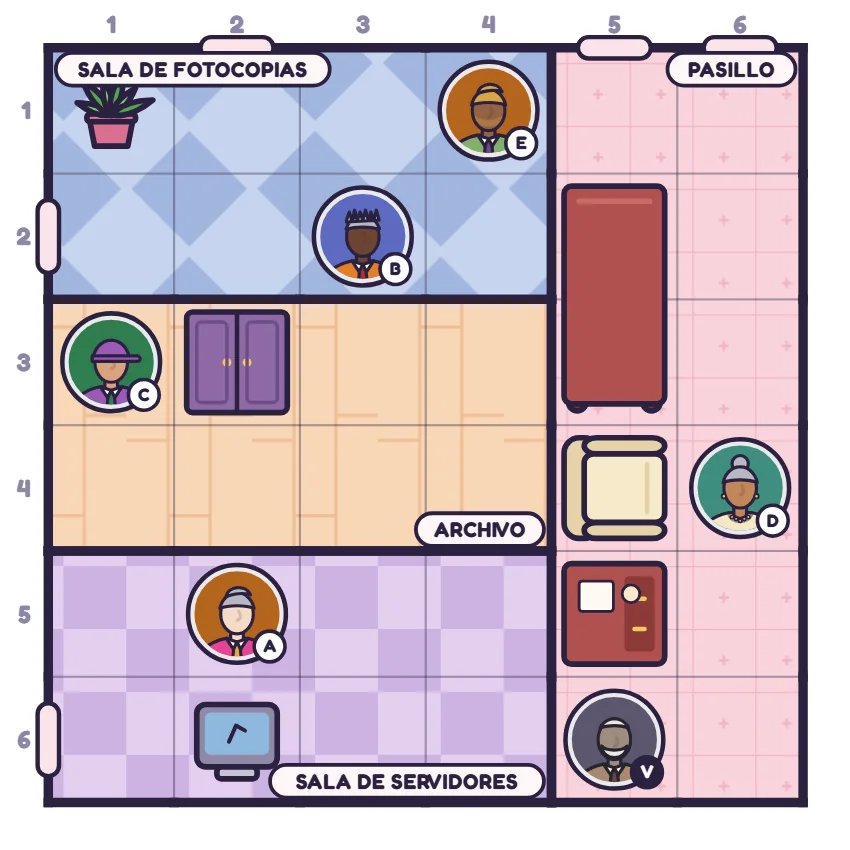 1 2 3 4 5 6
SALA DE FOTOCOPIAS
PASILLO
1
E
2
B
3
C
4
D
ARCHIVO
5
A
6
V
SALA DE SERVIDORES